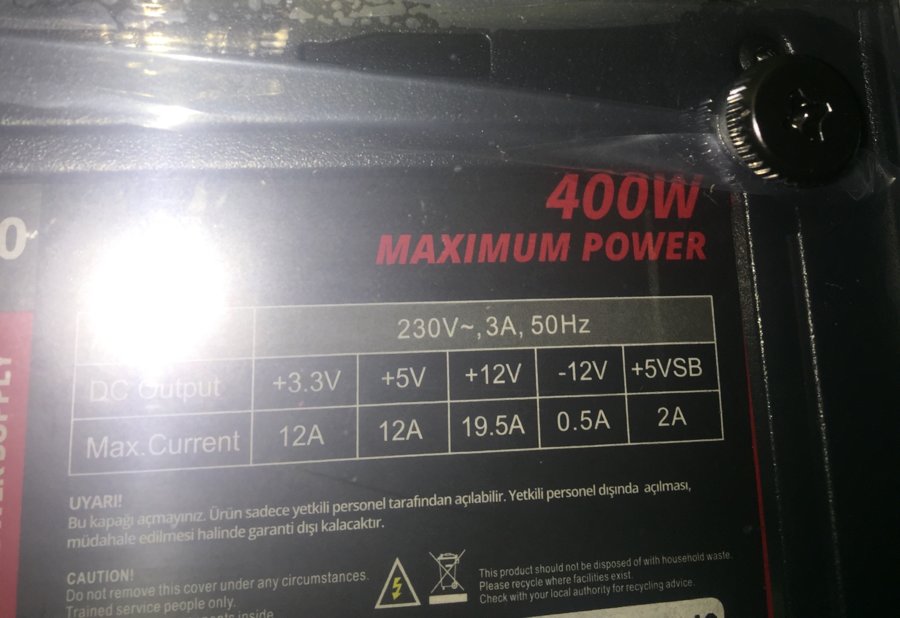 400W
MAXIMUM POWER
0
230V~,3A, 50Hz
DC Output +3.3V +5V +12V -12V +5VSB
Max.Current 12A 12A 19.5A 0.5A 2A
UYARI!
Bu kapağı açmayınız. Ürün sadece yetkili personel tarafından açılabilir. Yetkili personel dışında açılması,
müdahale edilmesi halinde garanti dışı kalacaktır.
CAUTION!
Do not remove this cover under any circumstances.
Trained service people only.
This product should not be disposed of with household waste.
Please recycle where facilities exist.
Check with your local authority for recycling advice.